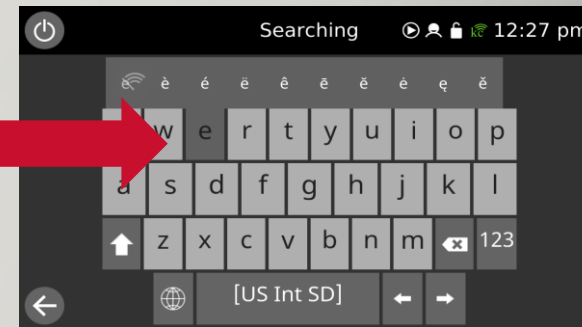 Searching 12:27 pm
è é ë ê ē ĕ ė ę ě
w e r t y u i o p
a s d f g h j k l
z x c v b n m 123
[US Int SD]